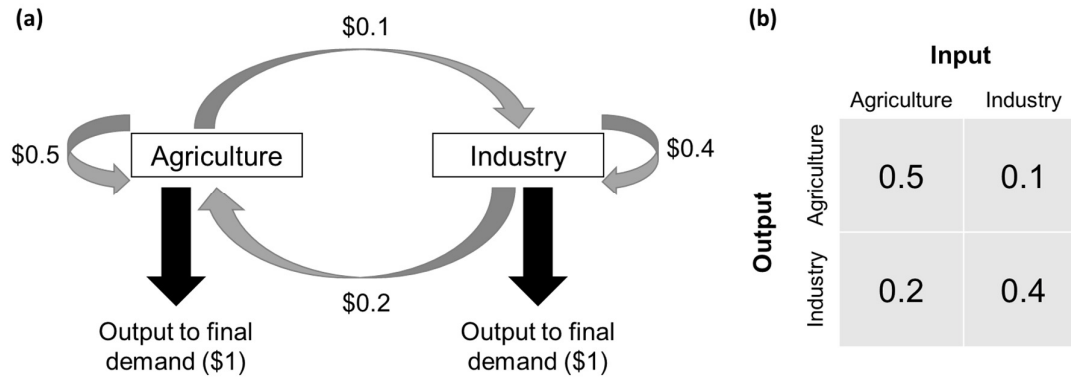 (a)
$0.1
$0.5
Agriculture
Industry
$0.4
$0.2
Output to final
demand ($1)
Output to final
demand ($1)
(b)
Input
Agriculture Industry
Output
Agriculture
0.5 0.1
Industry
0.2 0.4